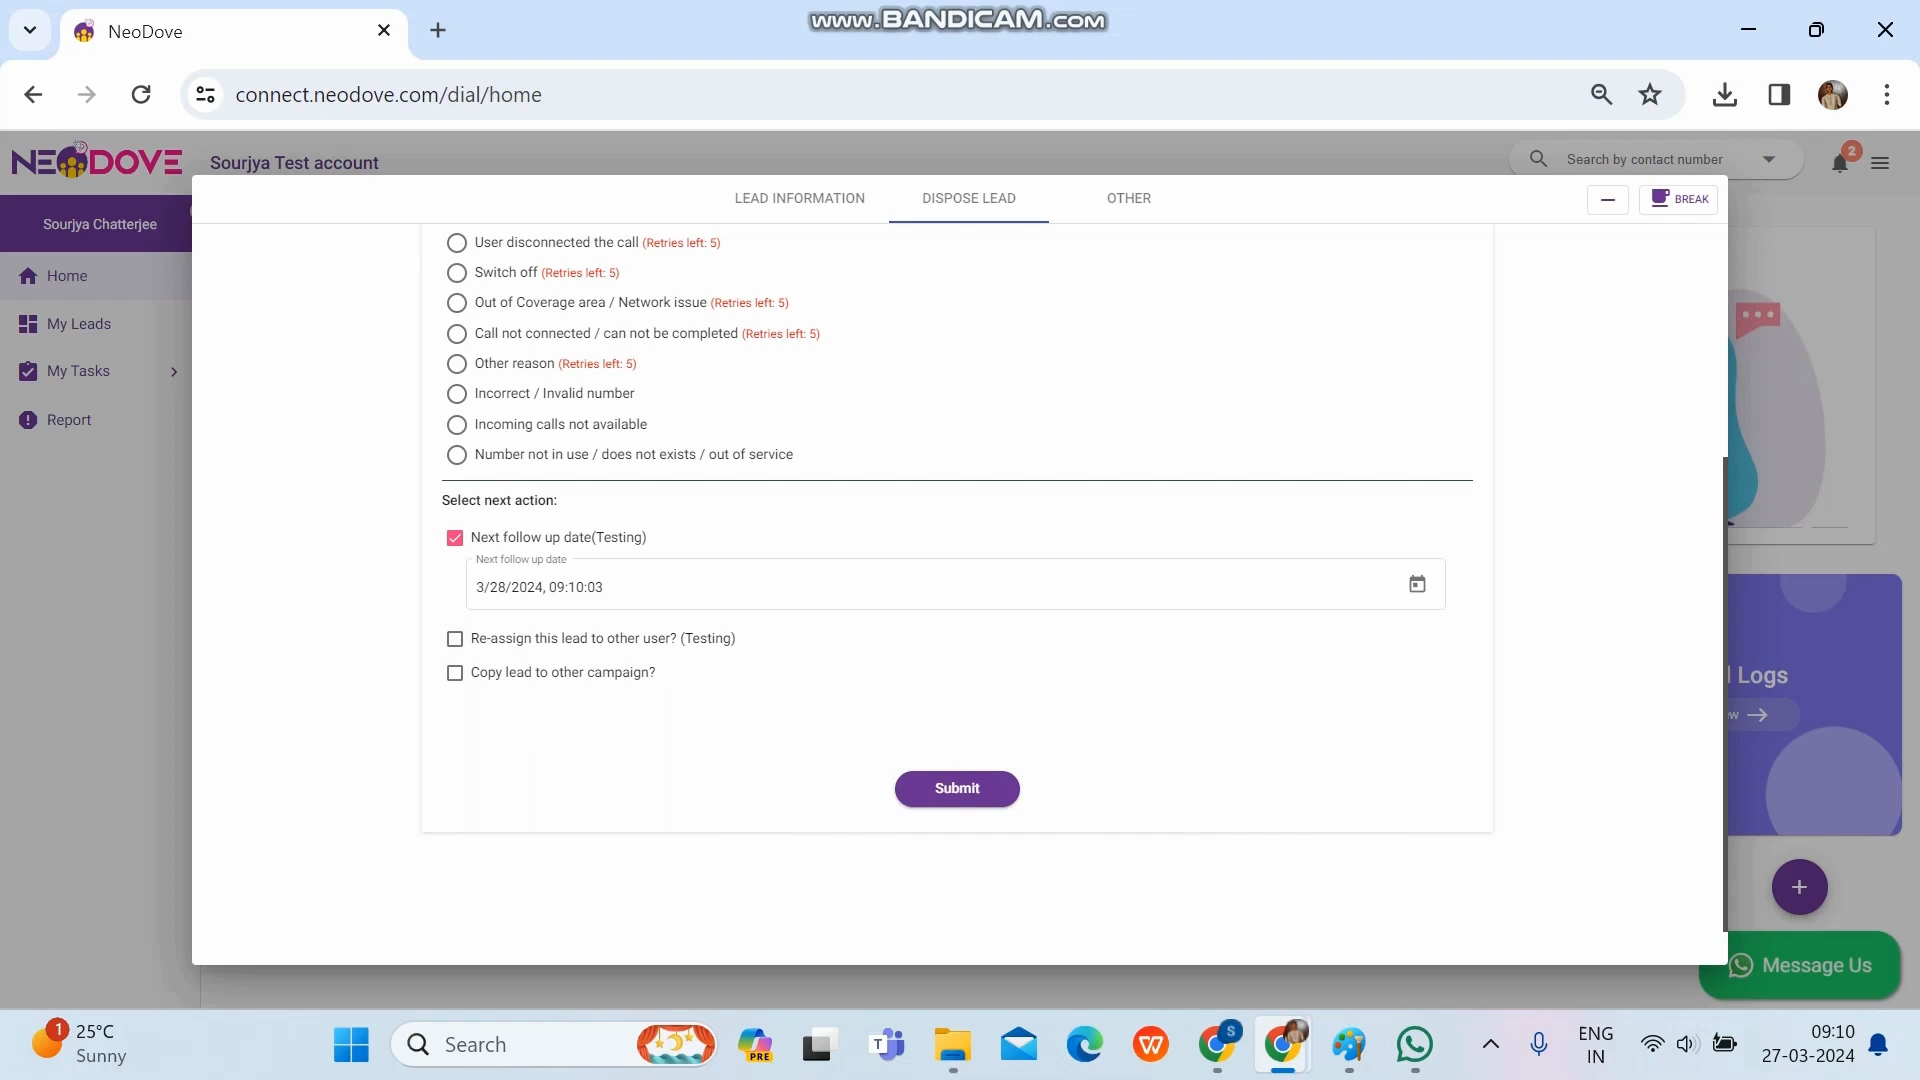 NeoDove
www.BANDICAM.com
connect.neodove.com/dial/home
NEODOVE
Sourjya Test account
Search by contact number
2
Sourjya Chatterjee
LEAD INFORMATION
DISPOSE LEAD
OTHER
BREAK
User disconnected the call (Retries left: 5)
Home
Switch off (Retries left: 5)
Out of Coverage area / Network issue (Retries left: 5)
My Leads
Call not connected / can not be completed (Retries left: 5)
Other reason (Retries left: 5)
My Tasks
Incorrect / Invalid number
Report
Incoming calls not available
Number not in use / does not exists / out of service
Select next action:
Next follow up date(Testing)
Next follow up date
3/28/2024, 09:10:03
Re-assign this lead to other user? (Testing)
Copy lead to other campaign?
Logs
Submit
Message Us
1
25°C
Sunny
Search
PRE
T
W
S
ENG
IN
09:10
27-03-2024